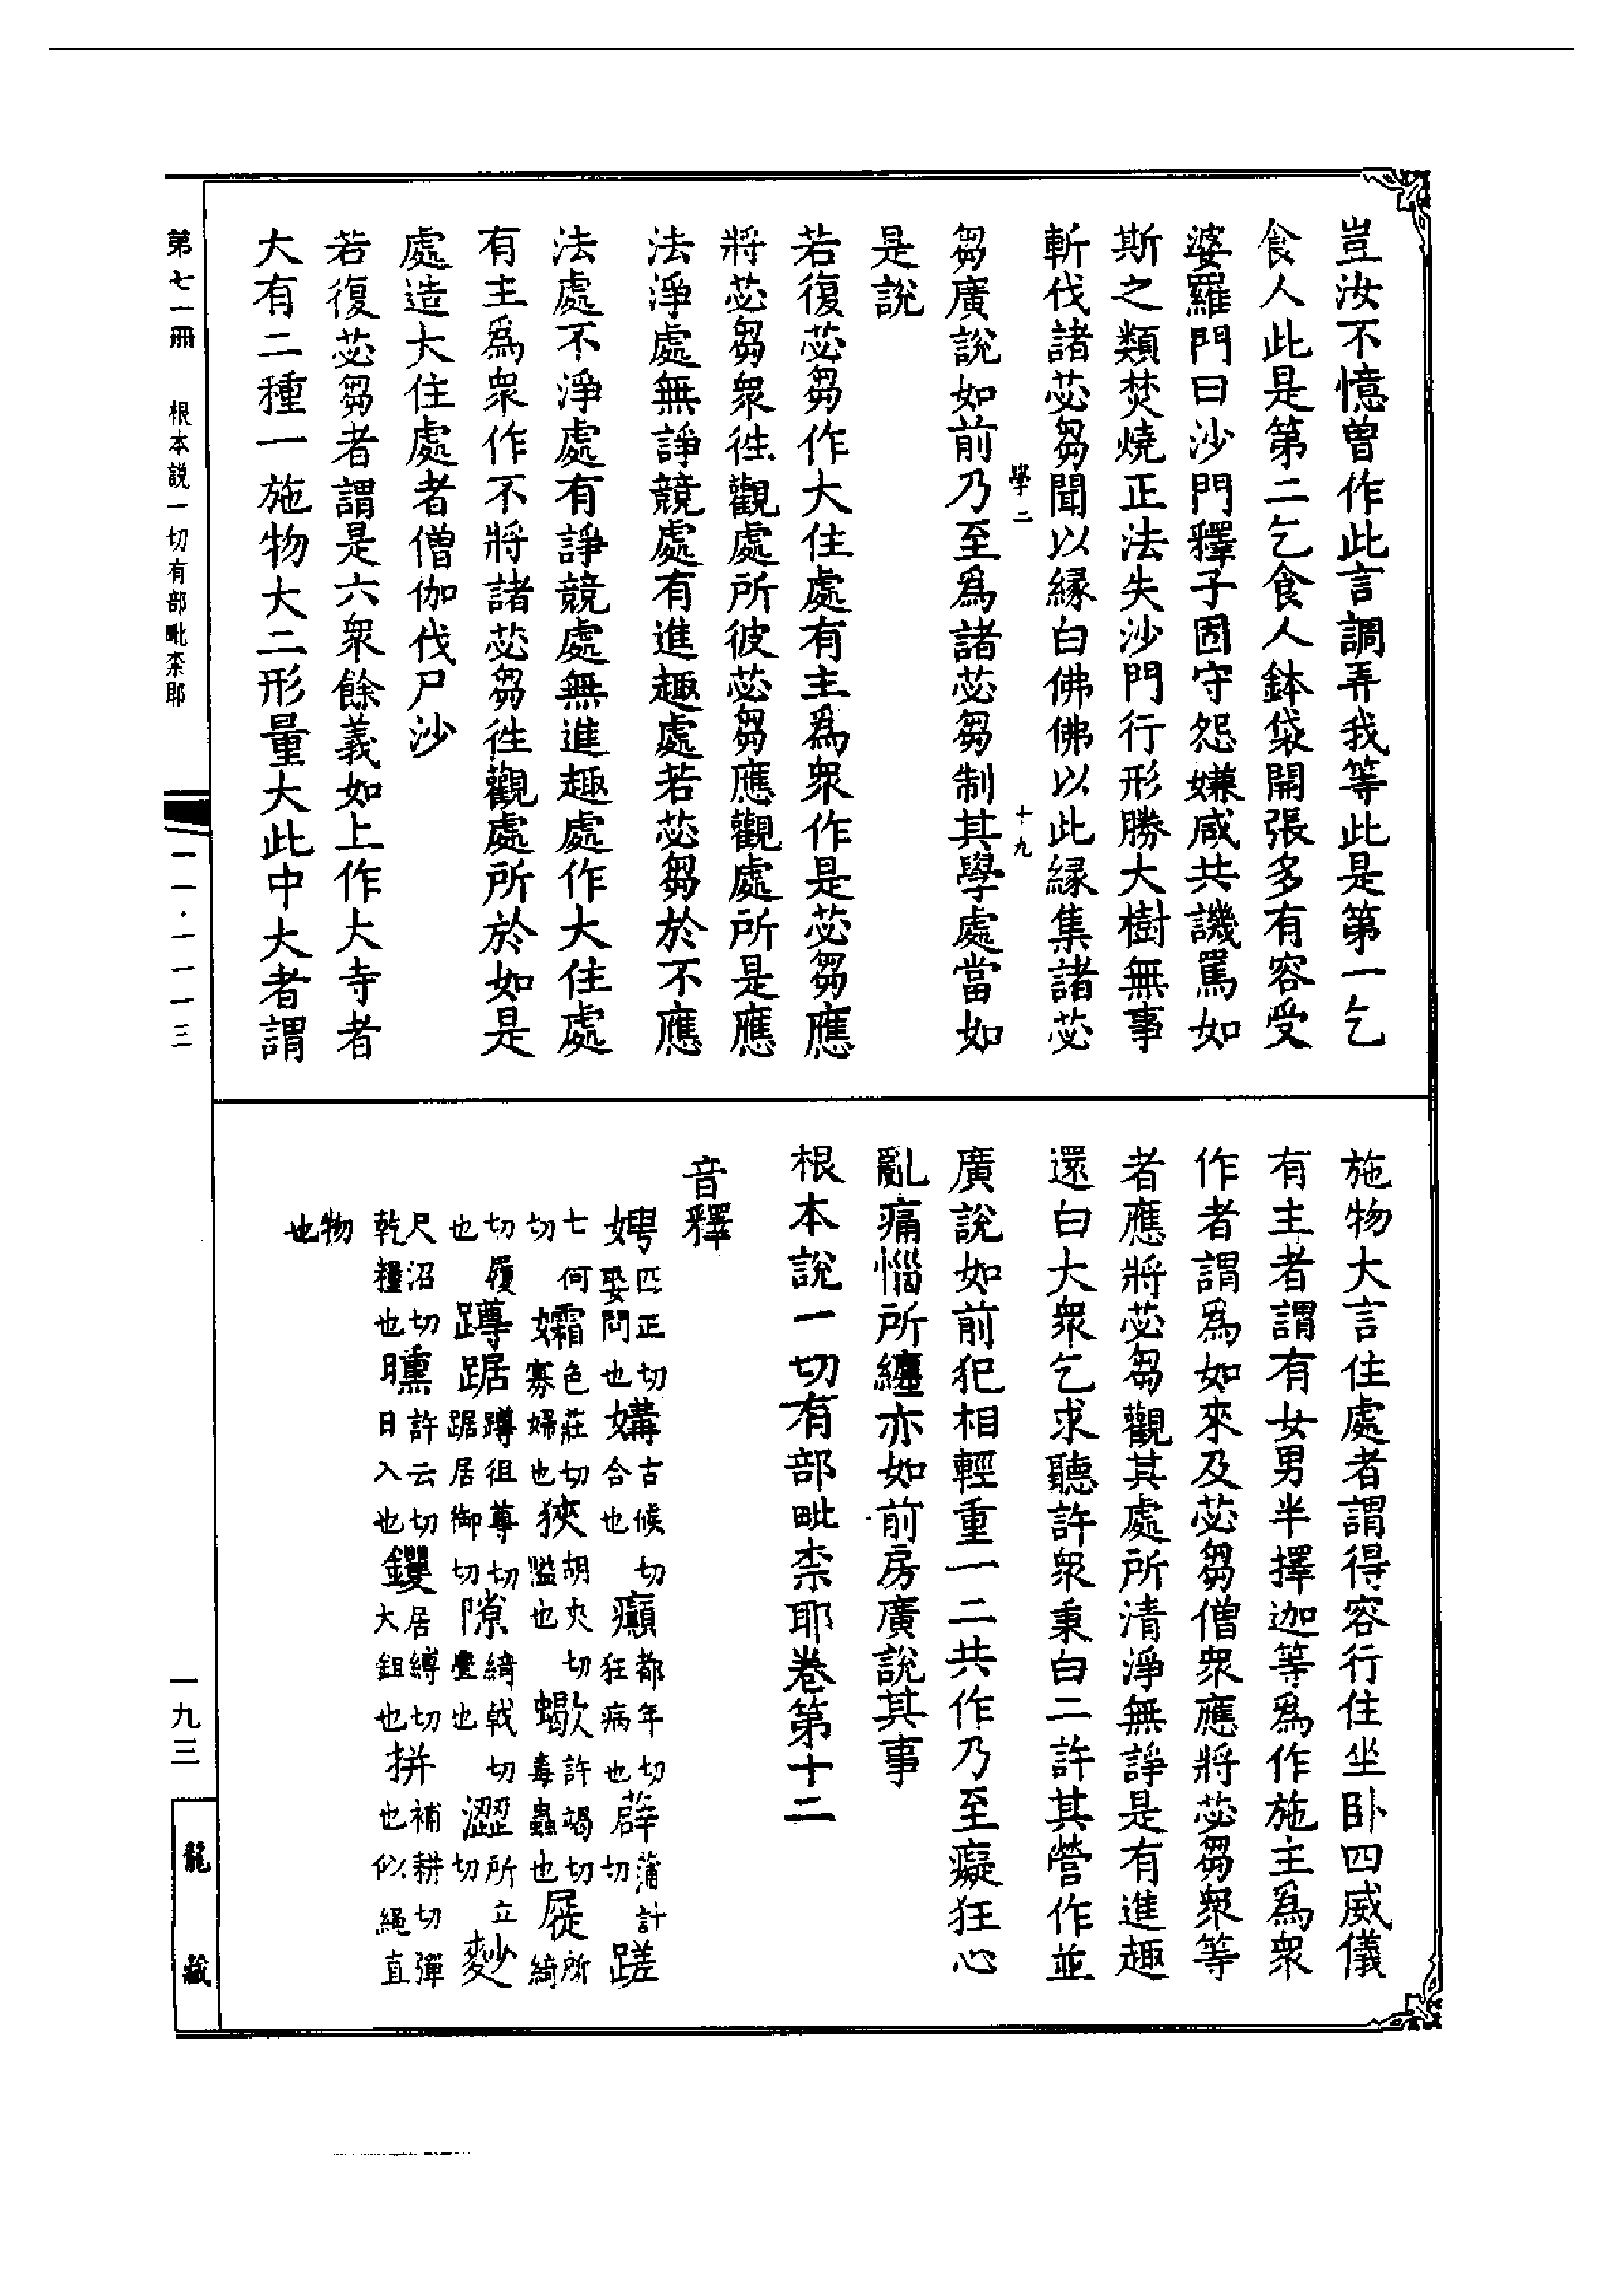 豈汝不憶曾作此言調弄我等此是第一乞
食人此是第二乞食人鉢袋開張多有容受
婆羅門曰沙門釋子固守怨嫌咸共譏罵如
斯之類焚燒正法失沙門行形勝大樹無事
斬伐諸苾芻聞以緣白佛佛以此緣集諸苾
學二 十九
芻廣說如前乃至爲諸苾芻制其學處當如
是說
若復苾芻作大住處有主爲衆作是苾芻應
將苾芻衆徃觀處所彼苾芻應觀處所是應
法淨處無諍競處有進趣處若苾芻於不應
法處不淨處有諍競處無進趣處作大住處
有主爲衆作不將諸苾芻徃觀處所於如是
處造大住處者僧伽伐尸沙
若復苾芻者謂是六衆餘義如上作大寺者
大有二種一施物大二形量大此中大者謂
施物大言住處者謂得容行住坐卧四威儀
有主者謂有女男半擇迦等爲作施主爲衆
作者謂爲如來及苾芻僧衆應將苾芻衆等
者應將苾芻觀其處所清淨無諍是有進趣
還白大衆乞求聽許衆秉白二許其營作並
廣說如前犯相輕重一二共作乃至癡狂心
亂痛惱所纏亦如前房廣說其事
根本說一切有部毗柰耶卷第十二
音釋
娉匹正切娶問也媾古候切合也癲都年切狂病也薜蒲計切蹉
七何切孀色莊切寡婦也狹胡夾切隘也蠍許竭切毒蟲也屣所綺
切履也蹲踞蹲徂尊切踞居御切隙綺戟切舋也澀所立切麨
尺沼切乾糧也曛許云切日入也钁居縛切大鉏也拼補耕切彈也似繩直
物也
第七一冊 根本説一切有部毗柰耶
一一·一一一三
一九三
龍藏